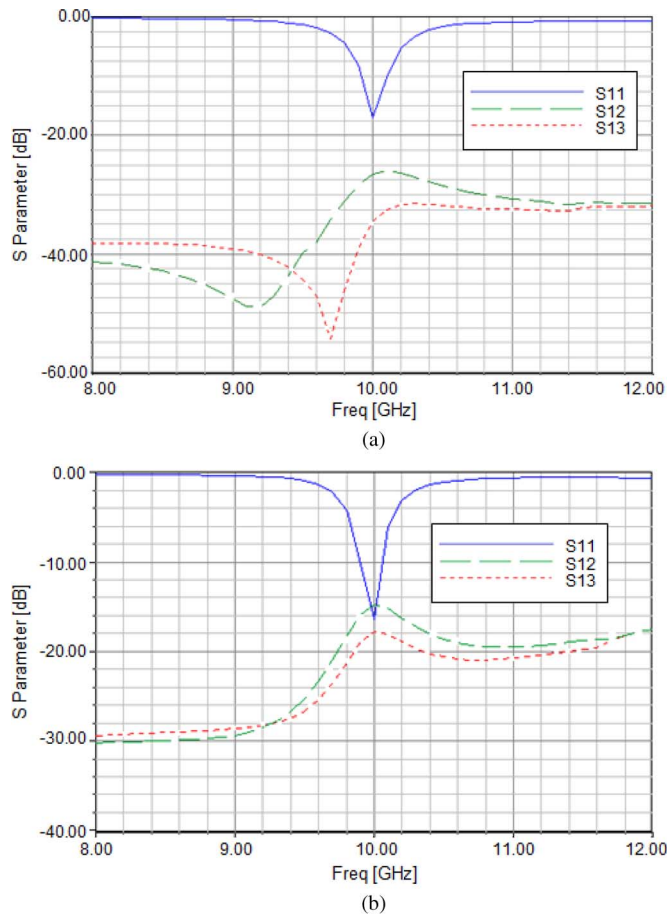 0.00
S11
S12
S13
-20.00
S Parameter [dB]
-40.00
-60.00
8.00 9.00 10.00 11.00 12.00
Freq [GHz]
(a)
0.00
S11
S12
S13
-10.00
S Parameter [dB]
-20.00
-30.00
-40.00
8.00 9.00 10.00 11.00 12.00
Freq [GHz]
(b)